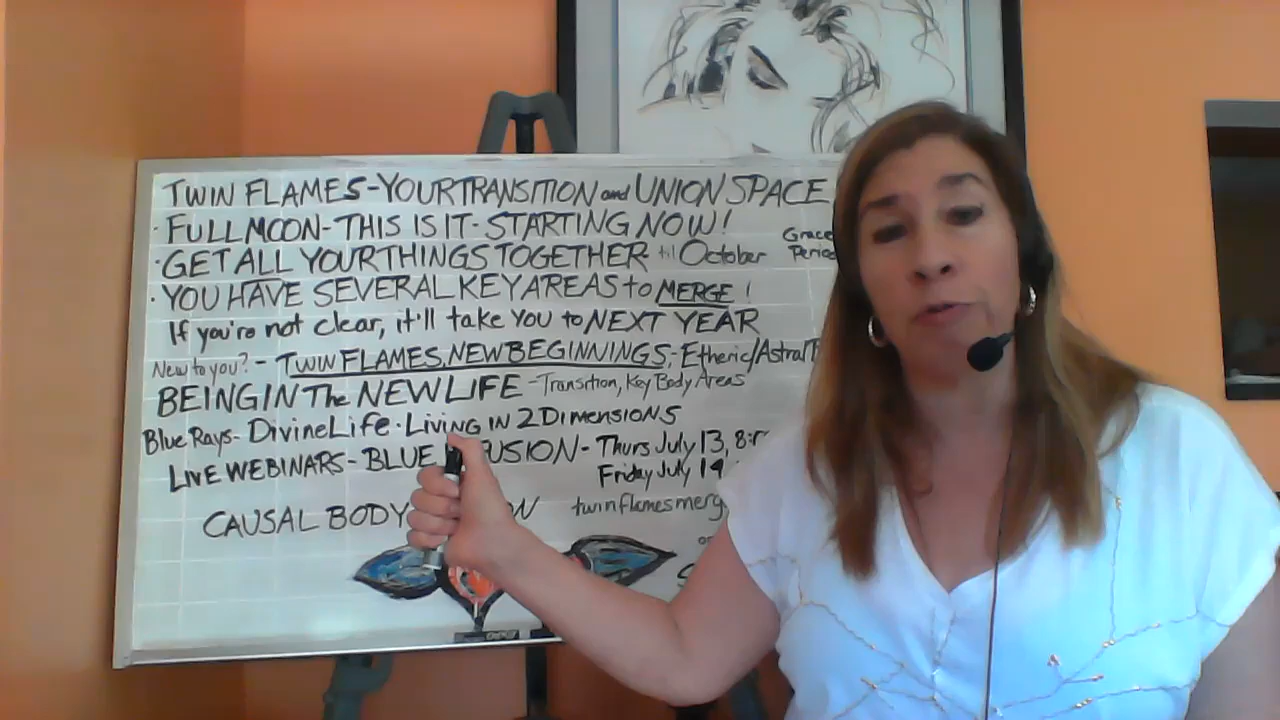 TWIN FLAMES-YOUR TRANSITION and UNION SPACE
· FULL MOON-THIS IS IT-STARTING NOW!
· GET ALL YOUR THINGS TOGETHER til October Grace Period
· YOU HAVE SEVERAL KEY AREAS to MERGE!
If you're not clear, it'll take YOU to NEXT YEAR
New to you? - TWIN FLAMES, NEW BEGINNINGS, Etheric/Astral
BEING IN The NEW LIFE - Transition, Key Body Areas
Blue Rays - Divine Life · Living IN 2 DIMENSIONS
LIVE WEBINARS - BLUE USION - Thurs July 13, 8:
Friday July 14
CAUSAL BODY ON twinflamesmerg